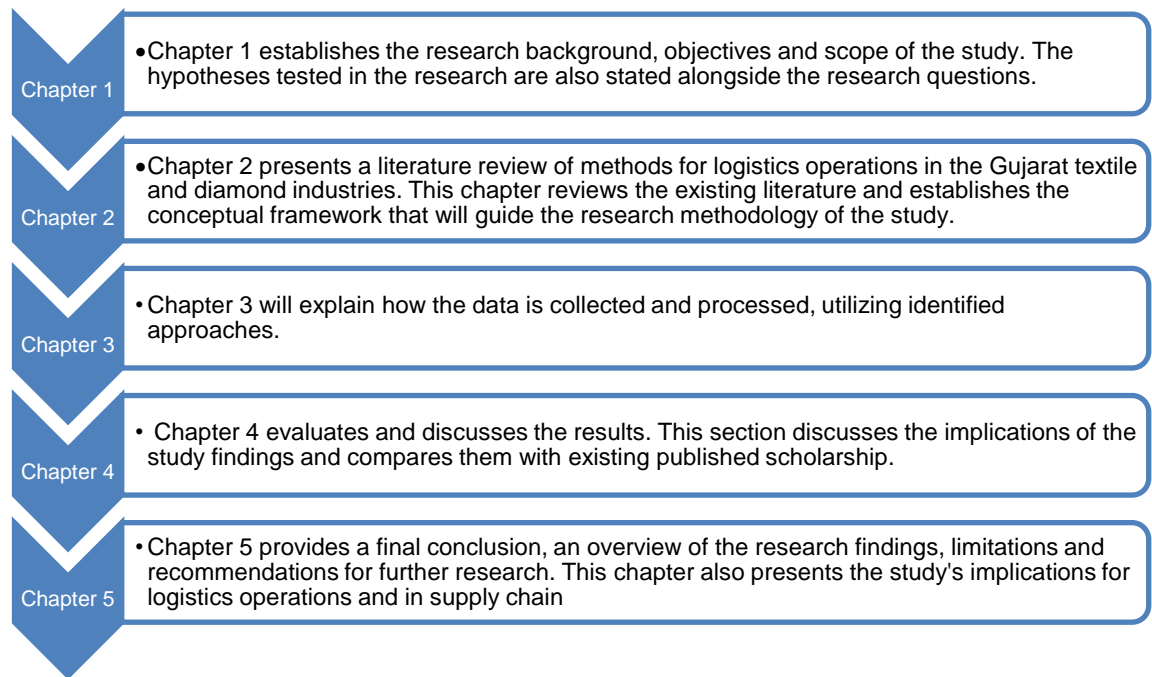 •Chapter 1 establishes the research background, objectives and scope of the study. The
hypotheses tested in the research are also stated alongside the research questions.
Chapter 1
•Chapter 2 presents a literature review of methods for logistics operations in the Gujarat textile
and diamond industries. This chapter reviews the existing literature and establishes the
conceptual framework that will guide the research methodology of the study.
Chapter 2
• Chapter 3 will explain how the data is collected and processed, utilizing identified
approaches.
Chapter 3
• Chapter 4 evaluates and discusses the results. This section discusses the implications of the
study findings and compares them with existing published scholarship.
Chapter 4
• Chapter 5 provides a final conclusion, an overview of the research findings, limitations and
recommendations for further research. This chapter also presents the study's implications for
logistics operations and in supply chain
Chapter 5